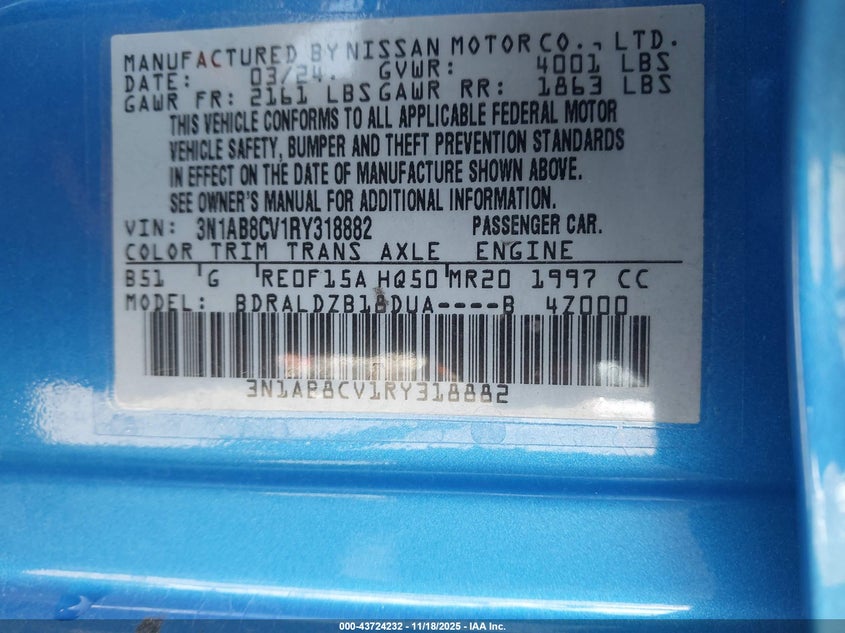 MANUFACTURED BY NISSAN MOTOR CO., LTD.
DATE: 03/24. GVWR: 4001 LBS
GAWR FR: 2161 LBS GAWR RR: 1863 LBS
THIS VEHICLE CONFORMS TO ALL APPLICABLE FEDERAL MOTOR
VEHICLE SAFETY, BUMPER AND THEFT PREVENTION STANDARDS
IN EFFECT ON THE DATE OF MANUFACTURE SHOWN ABOVE.
SEE OWNER'S MANUAL FOR ADDITIONAL INFORMATION.
VIN: 3N1AB8CV1RY318882 PASSENGER CAR.
COLOR TRIM TRANS AXLE ENGINE
B51 'G 'RE0F15A HQ50'MR20 1997 CC
MODEL: BDRALDZB18DUA----B 4Z000
3N1AB8CV1RY318882
000-43724232 - 11/18/2025 - IAA Inc.